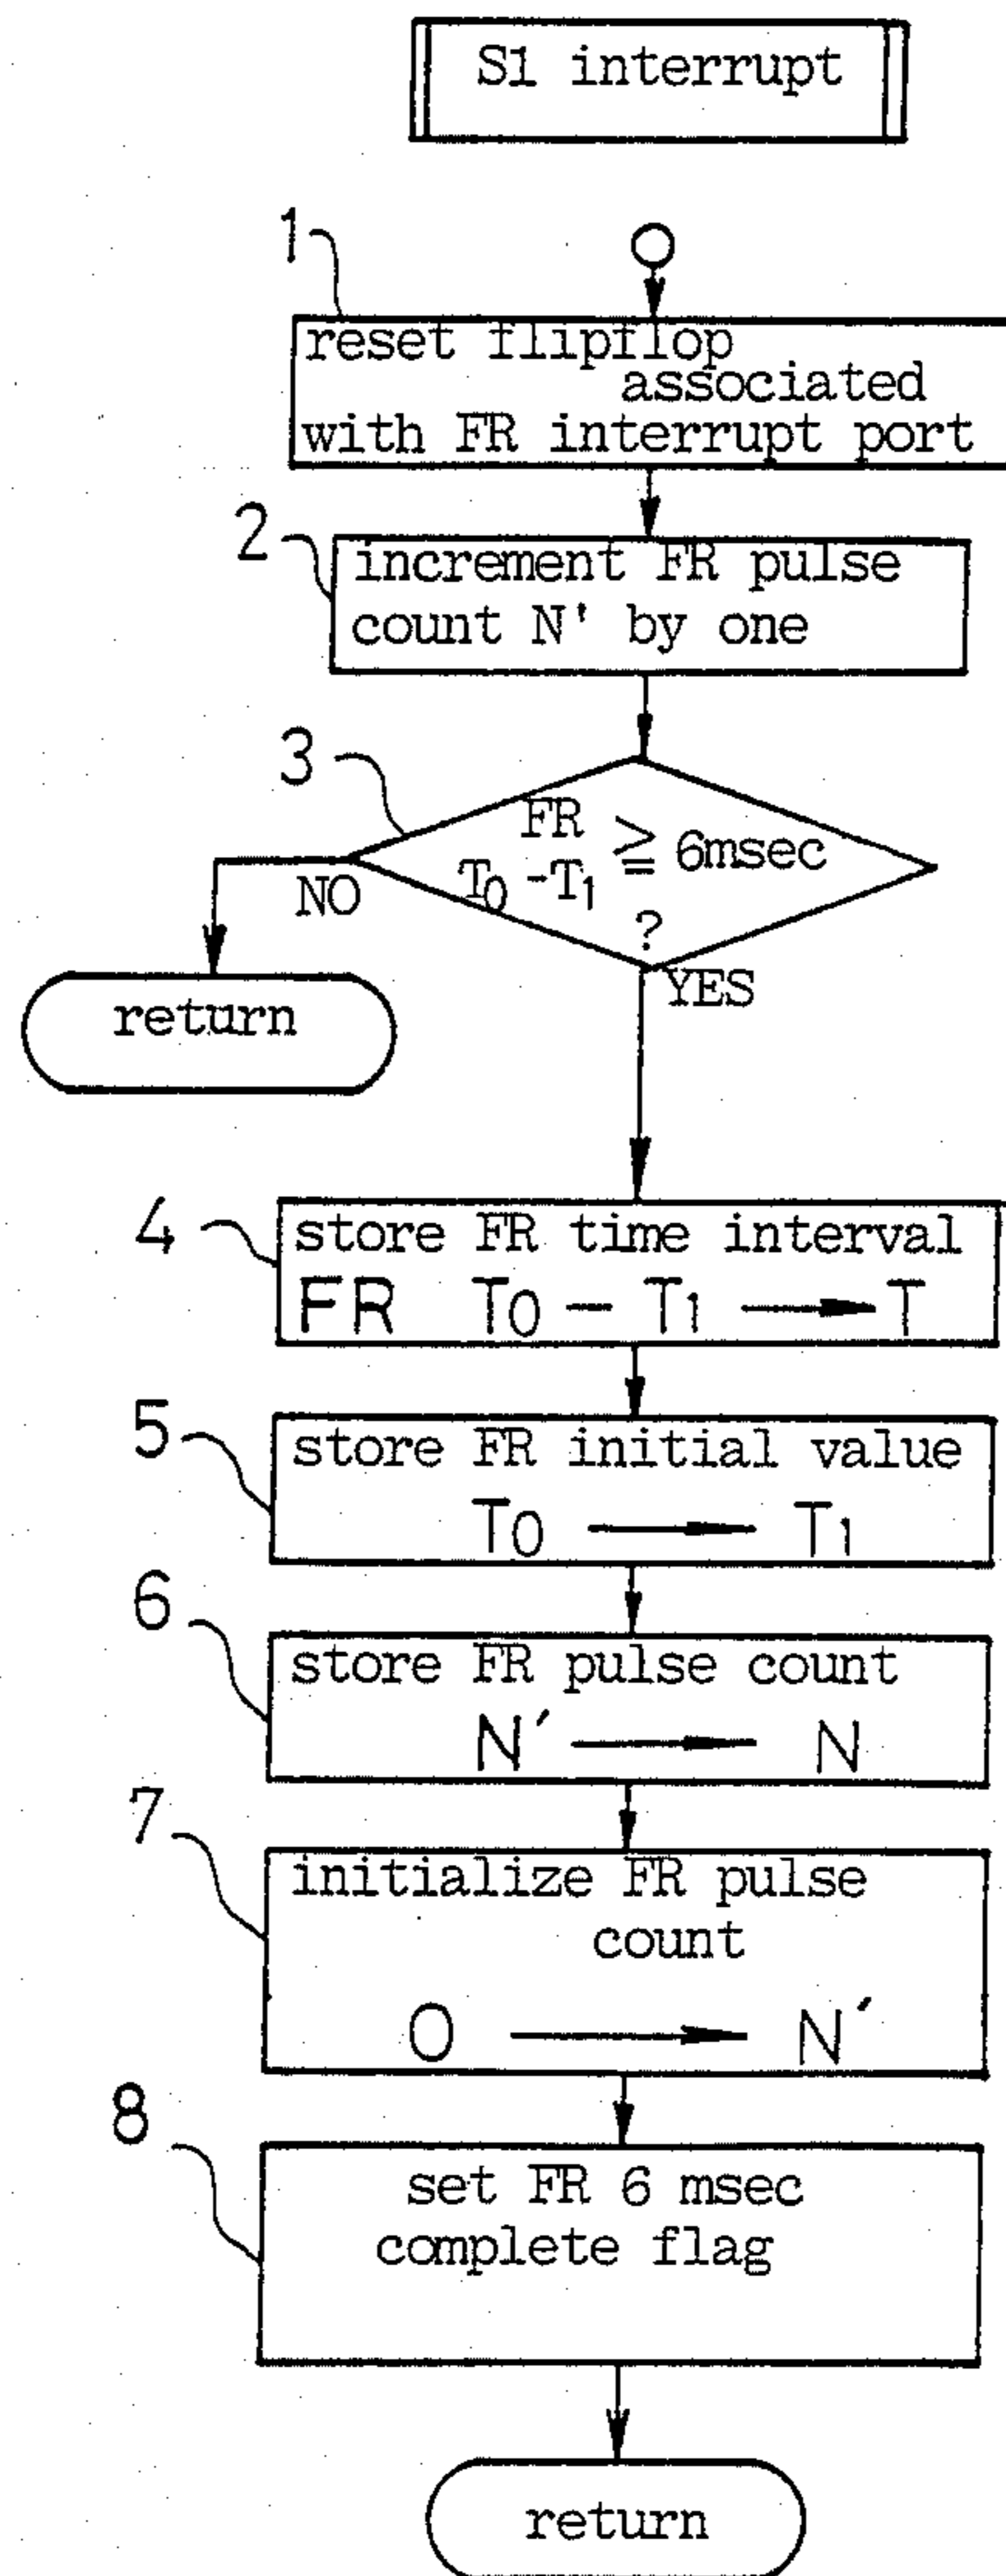 S1 interrupt
1
reset flipflop
associated
with FR interrupt port
2
increment FR pulse
count N' by one
3
FR
T0 -T1 ≧ 6msec
?
NO
YES
return
4
store FR time interval
FR T0 − T1 → T
5
store FR initial value
T0 → T1
6
store FR pulse count
N′ → N
7
initialize FR pulse
count
0 → N′
8
set FR 6 msec
complete flag
return